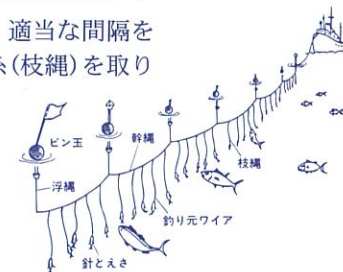 適当な間隔を
糸(枝縄)を取り
ビン玉
幹縄
浮縄
枝縄
釣り元ワイア
針とえさ